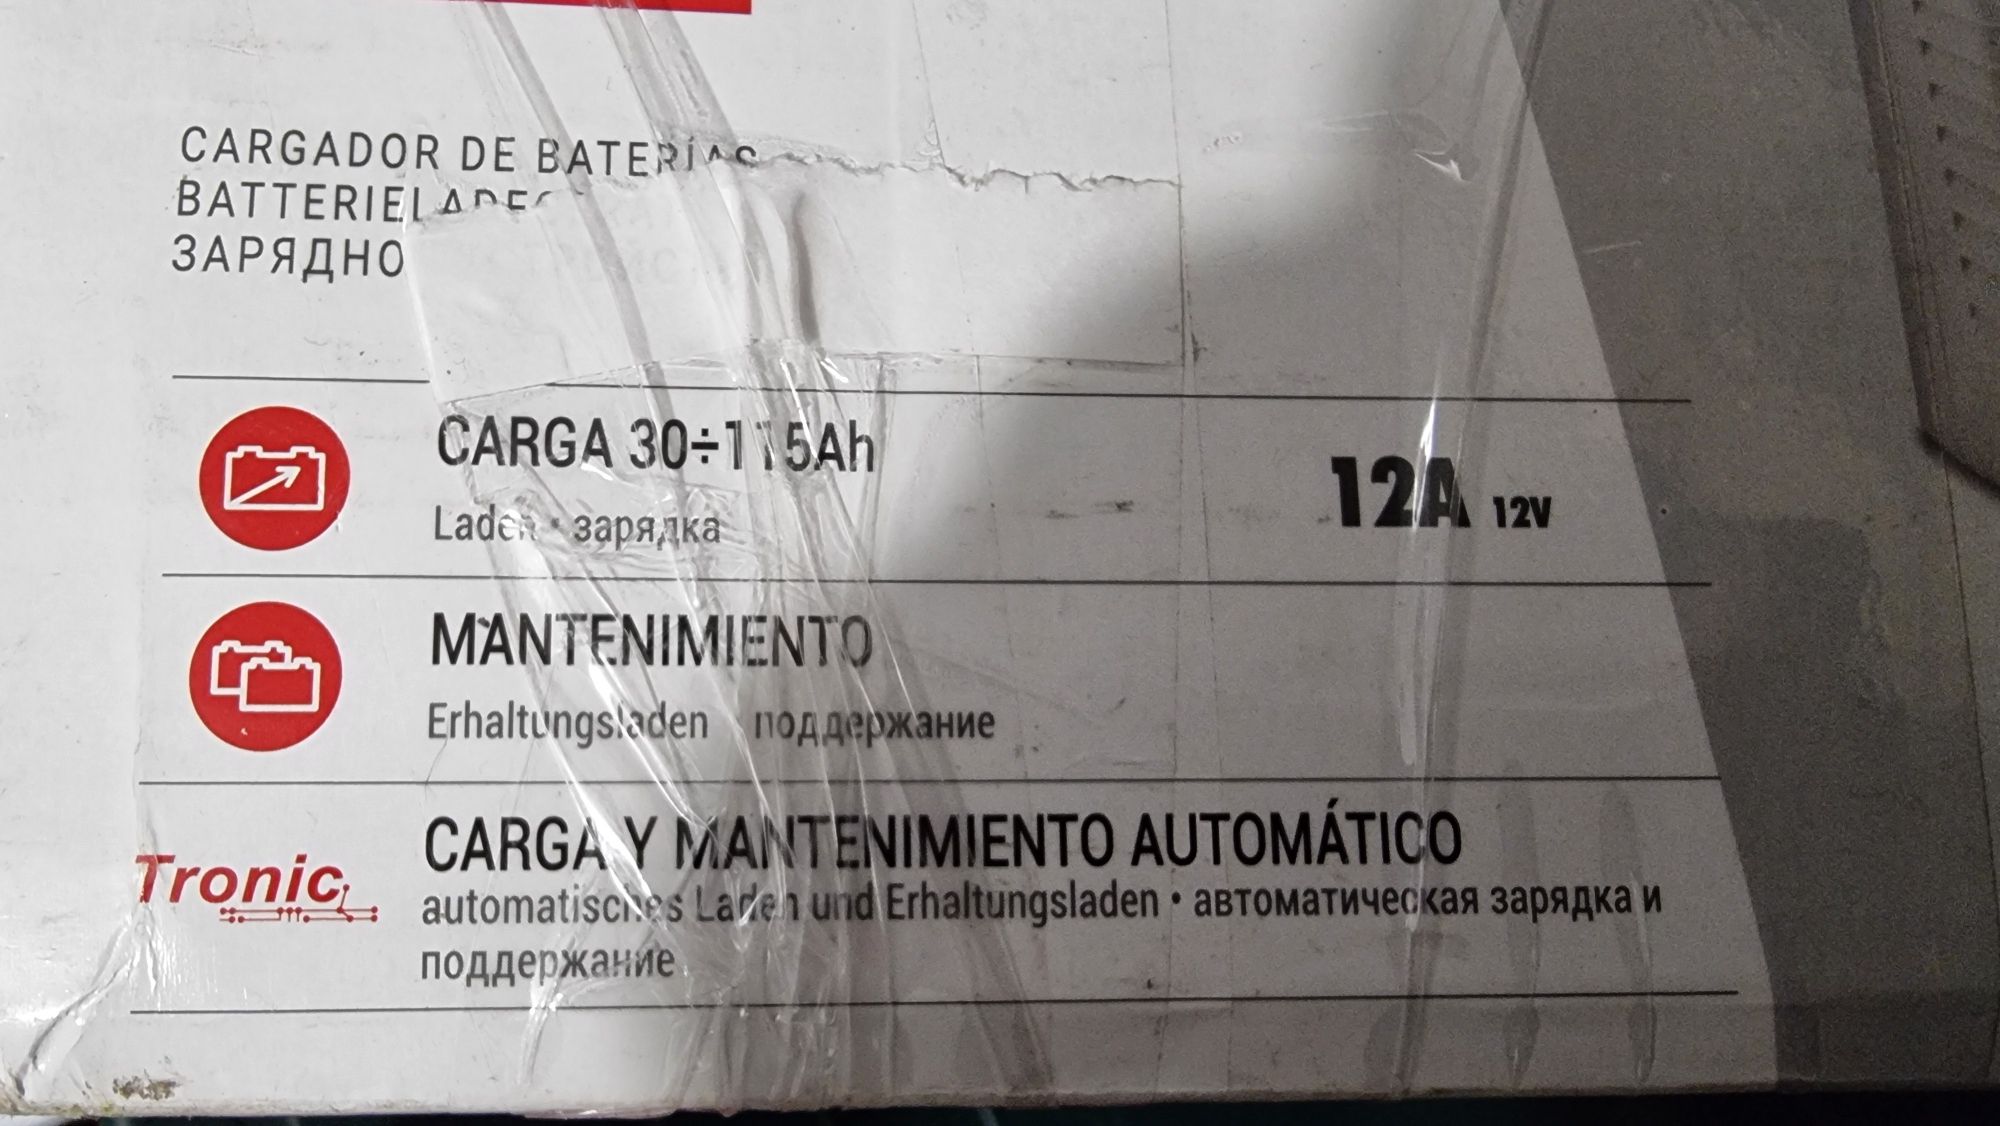 CARGADOR DE BATERÍAS
ЗАРЯДНО
CARGA 30÷115Ah
Laden • зарядка
12A 12V
MANTENIMIENTO
Erhaltungsladen поддержание
Tronic
CARGA Y MANTENIMIENTO AUTOMÁTICO
automatisches Laden und Erhaltungsladen • автоматическая зарядка и
поддержание